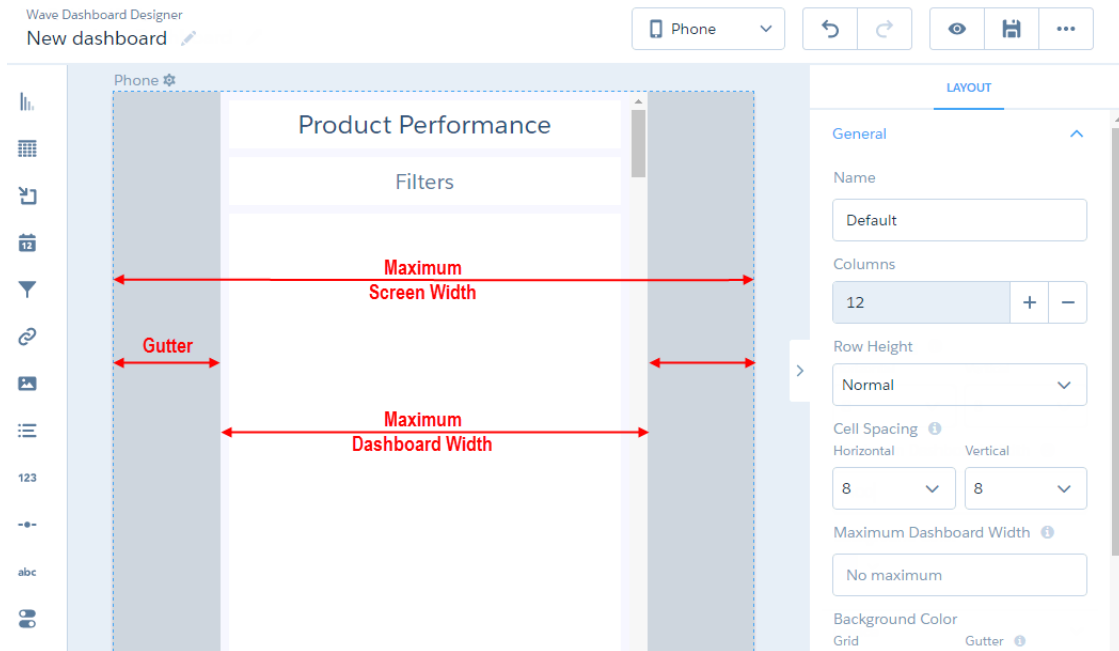 Wave Dashboard Designer
New dashboard
Phone
Phone
LAYOUT
Product Performance
Filters
Maximum
Screen Width
Gutter
Maximum
Dashboard Width
12
123
abc
General
Name
Default
Columns
12
Row Height
Normal
Cell Spacing
Horizontal Vertical
8 8
Maximum Dashboard Width
No maximum
Background Color
Grid Gutter